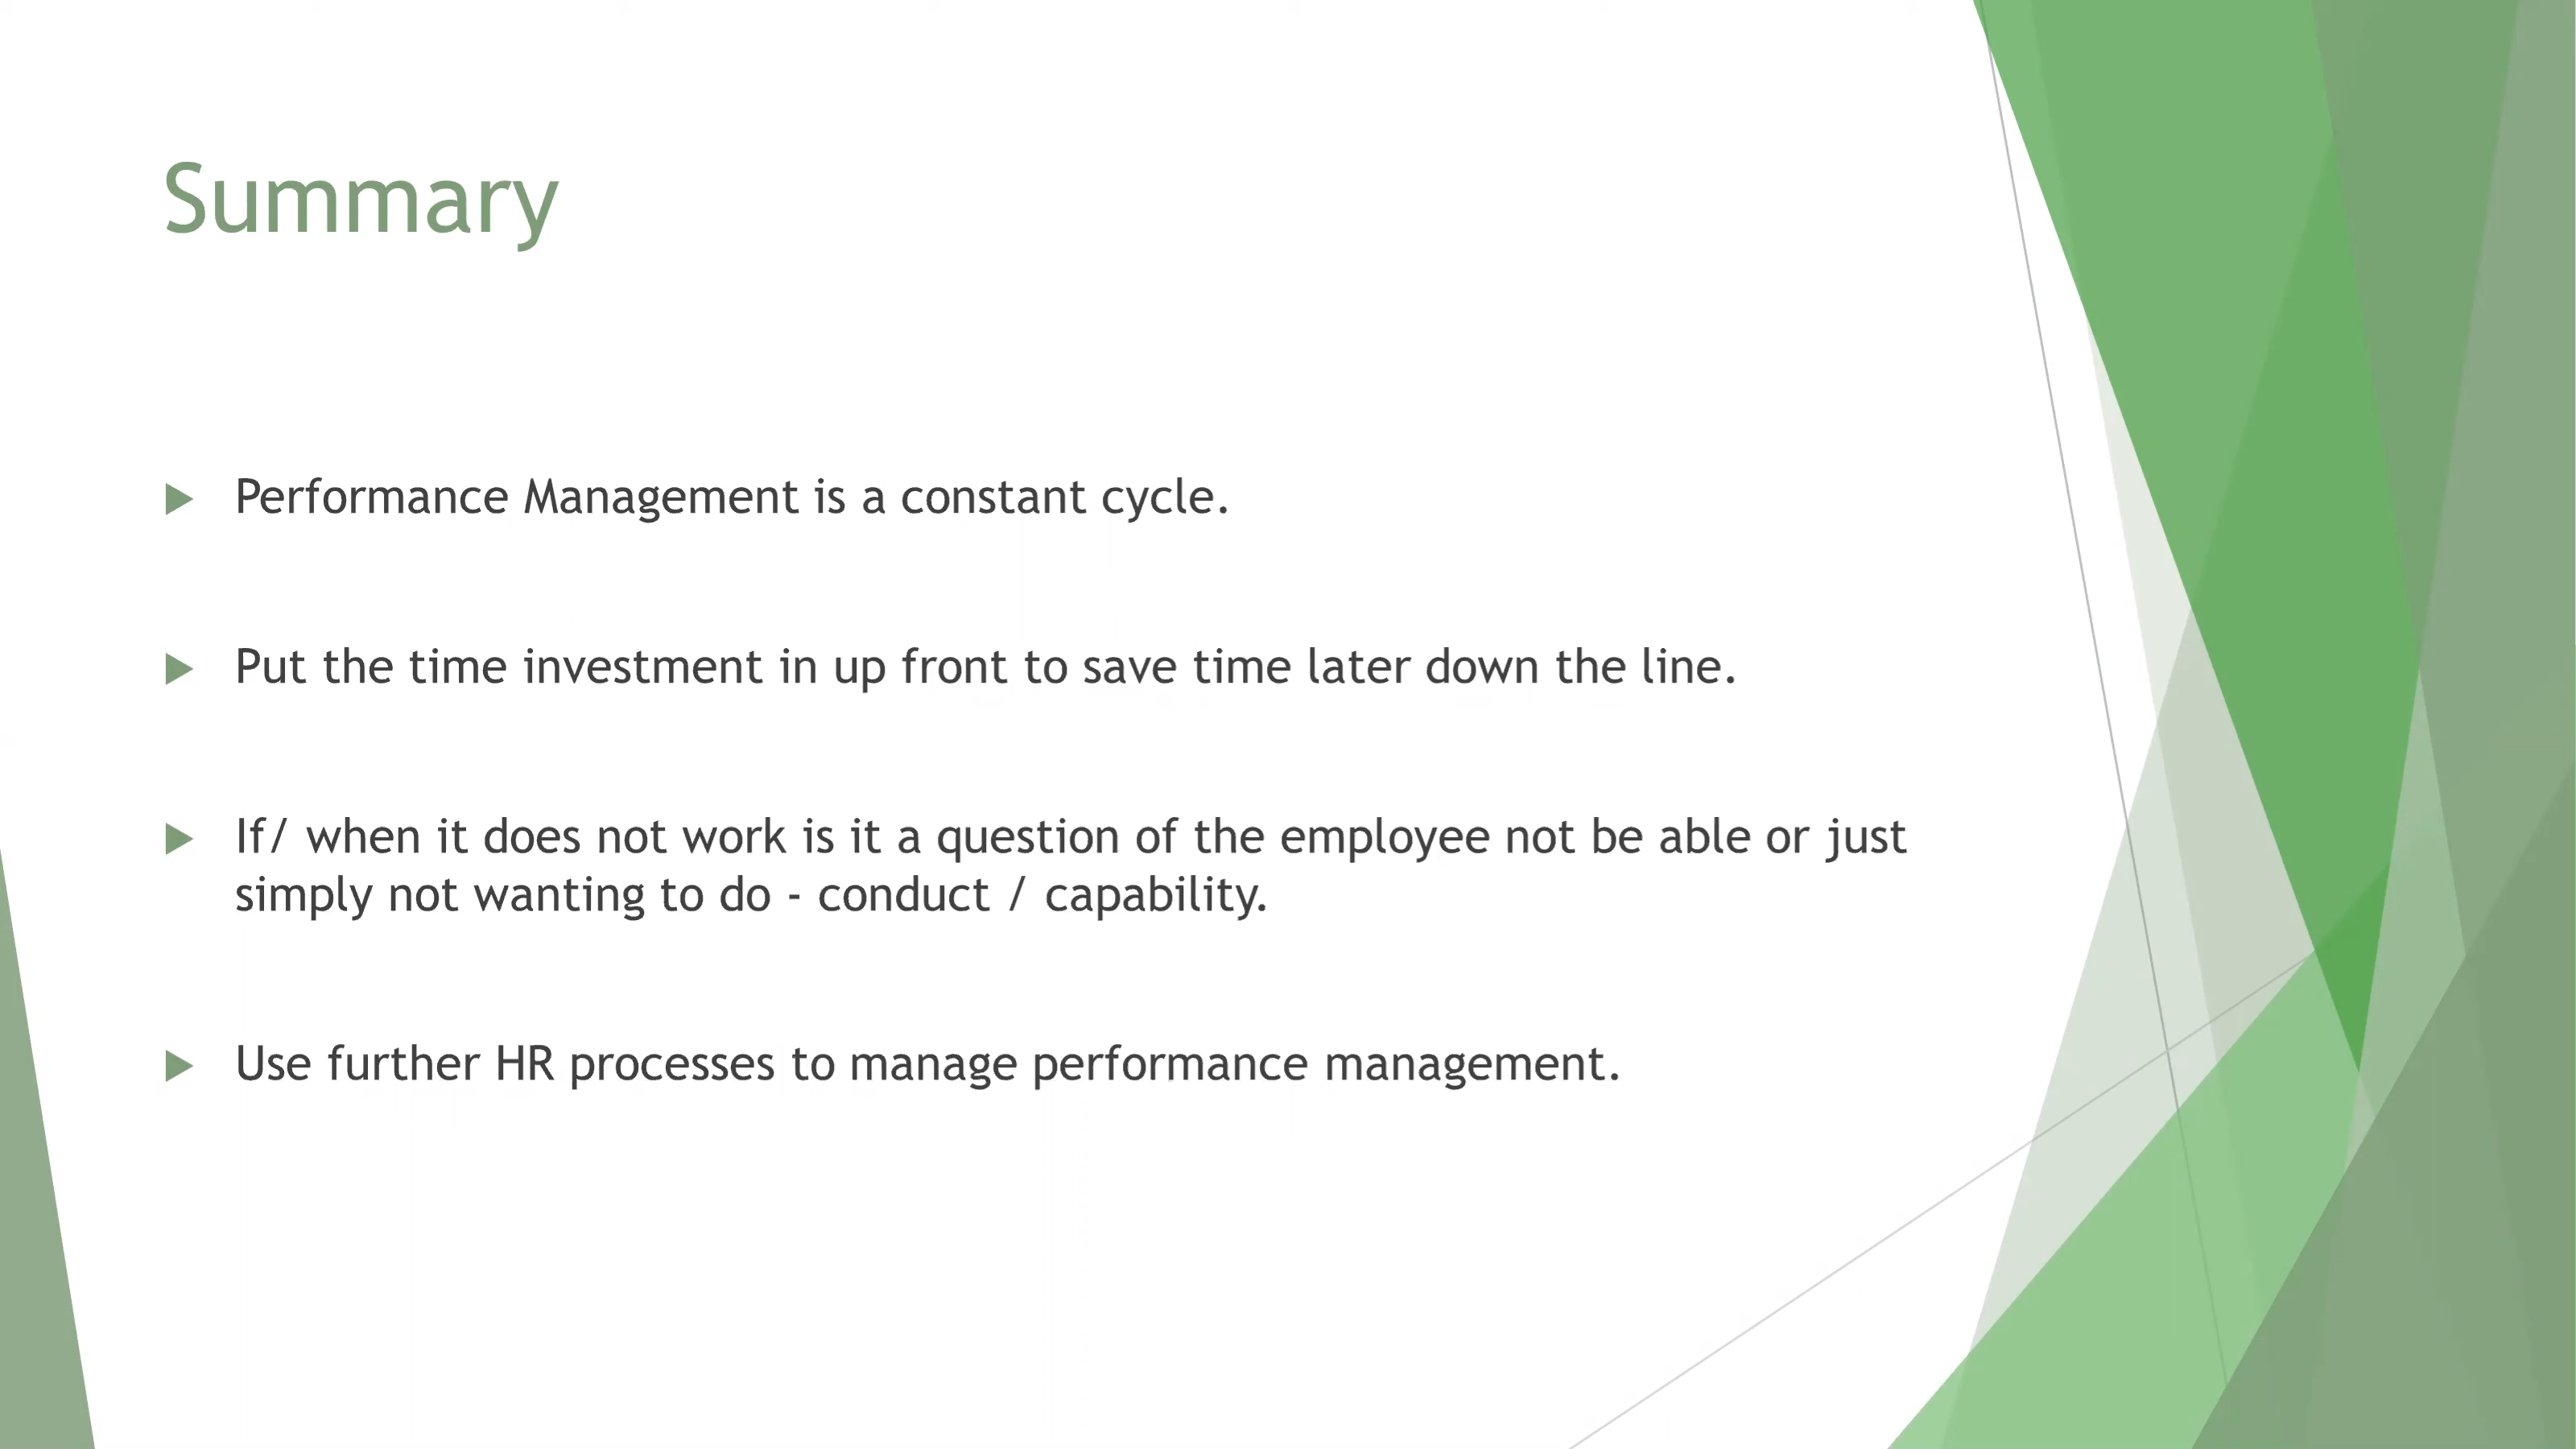 Summary
Performance Management is a constant cycle.
Put the time investment in up front to save time later down the line.
If/ when it does not work is it a question of the employee not be able or just
simply not wanting to do - conduct / capability.
Use further HR processes to manage performance management.